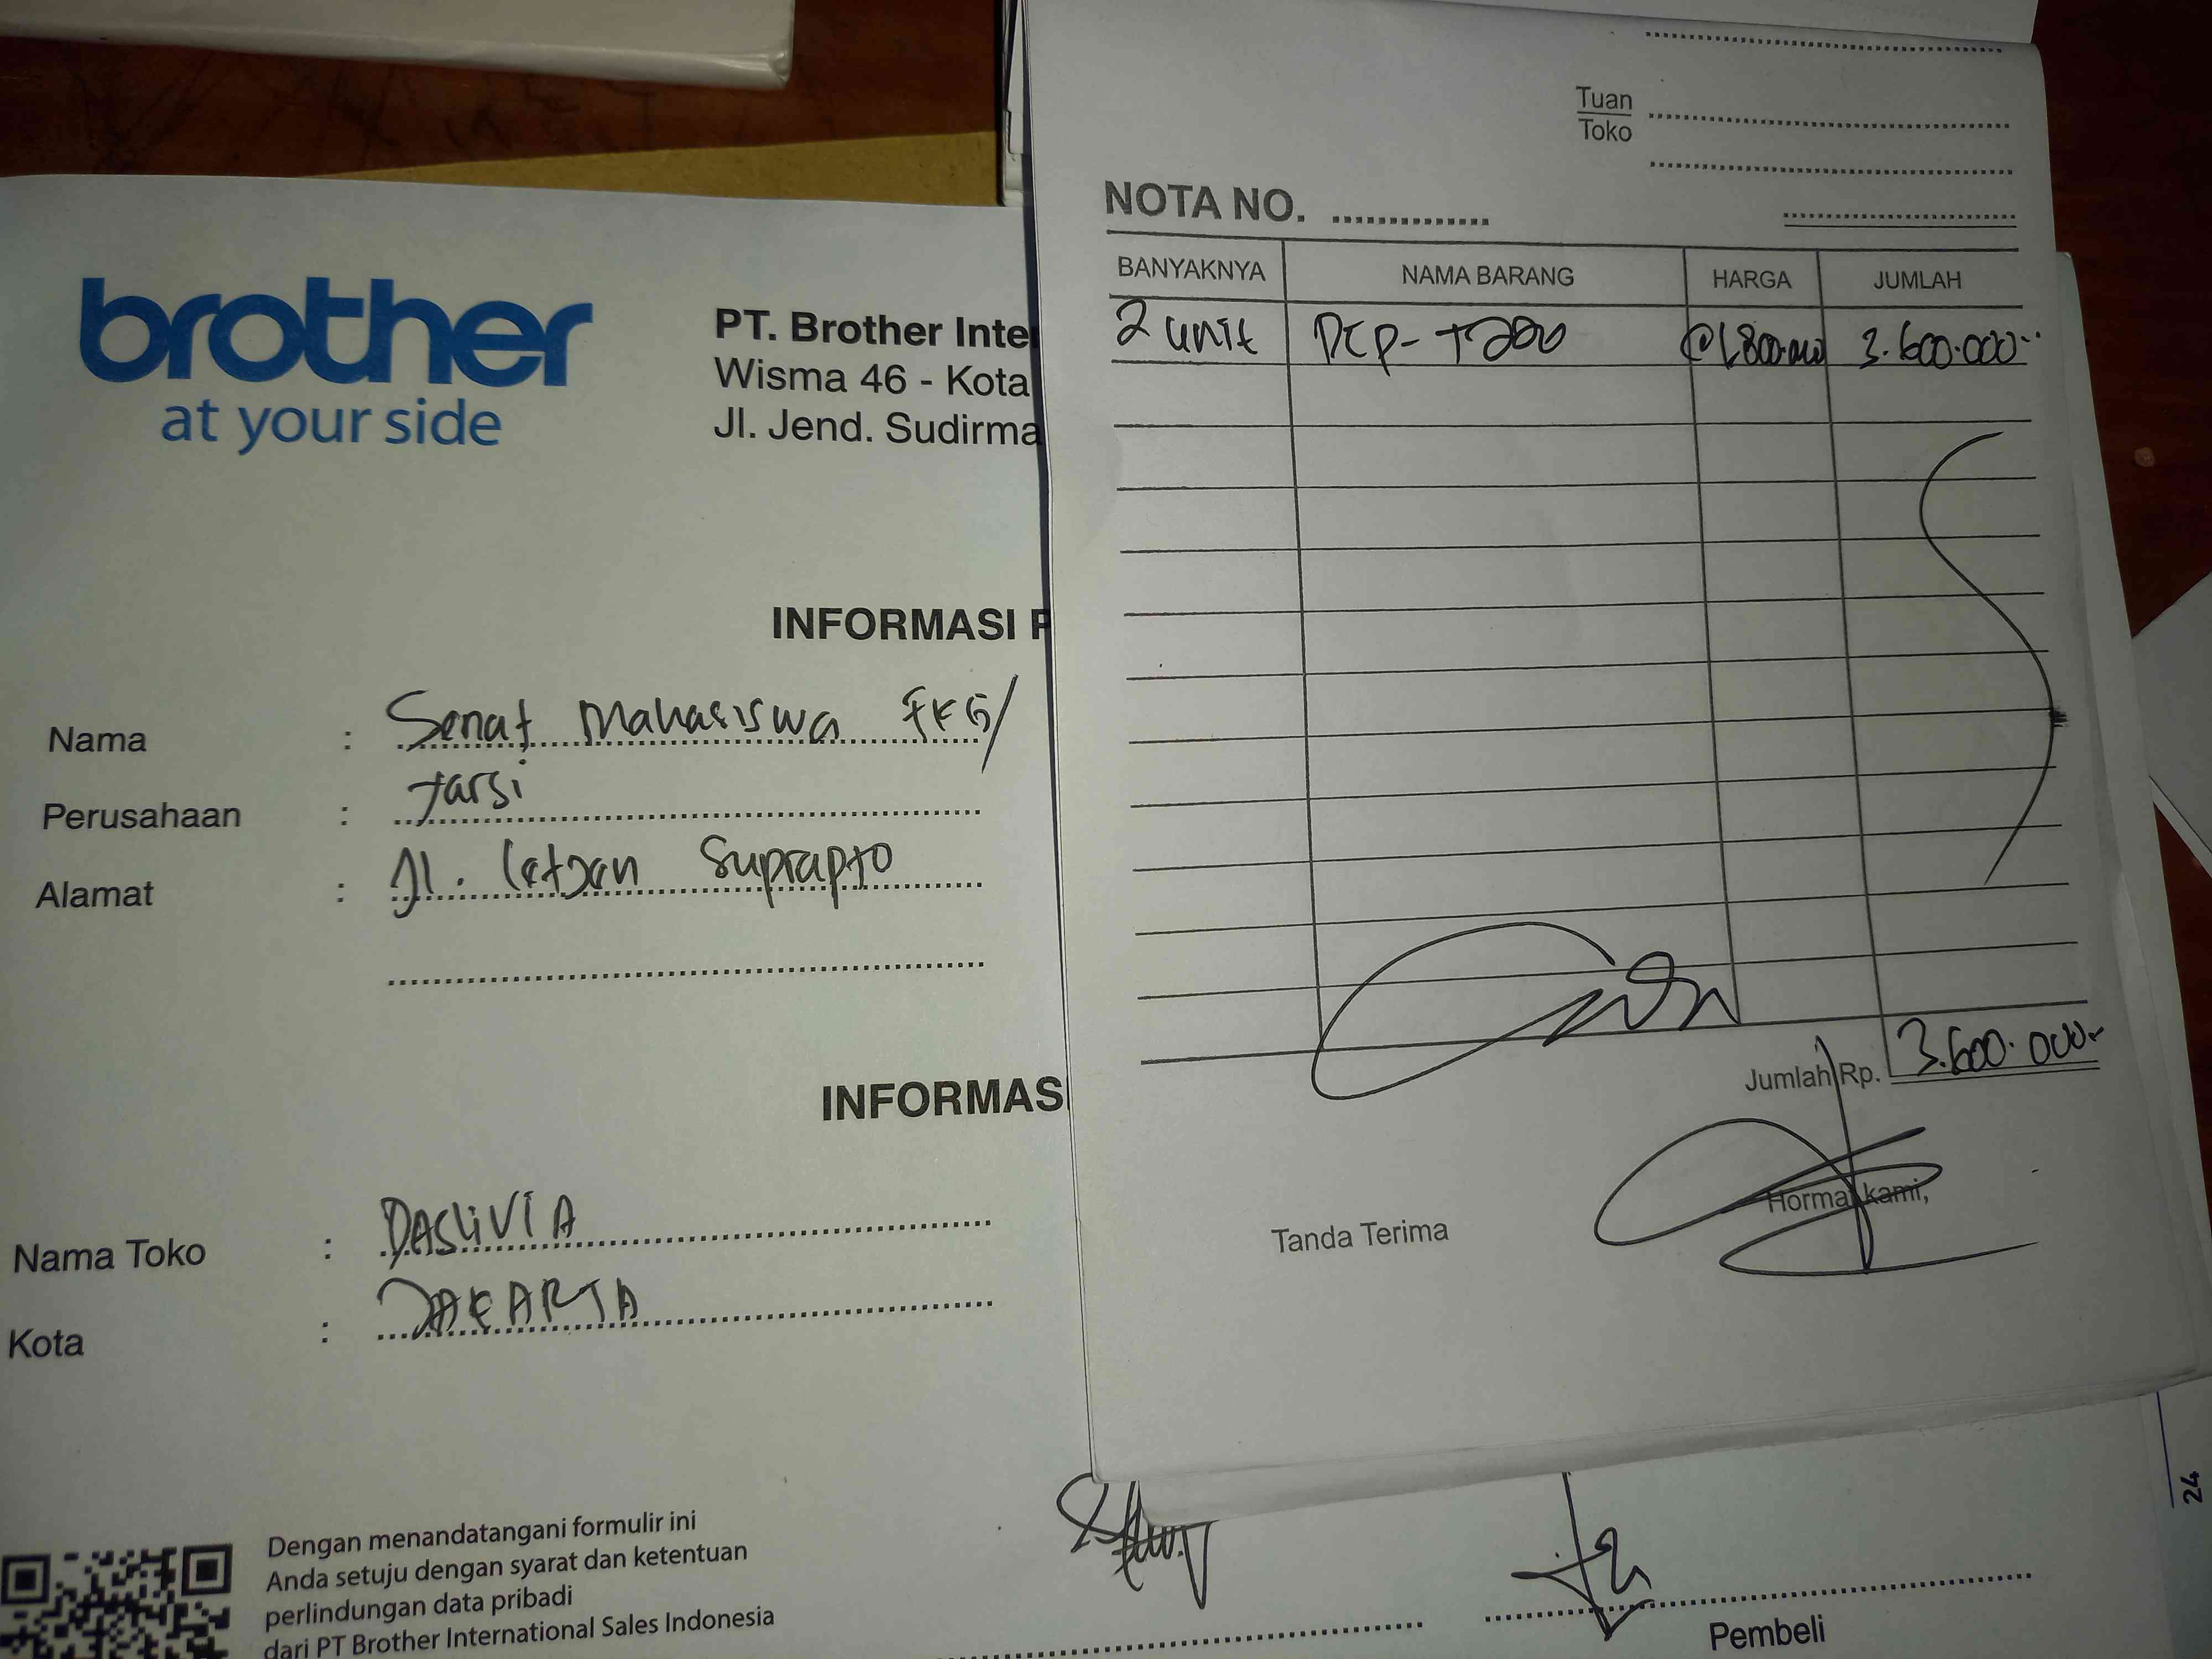 brother
at your side
PT. Brother Inte
Wisma 46 - Kota
Jl. Jend. Sudirma
INFORMASI P
Nama : Senat Mahasiswa FKG/
Perusahaan : Yarsi
Alamat : Jl. Letjen Suprapto
INFORMAS
Nama Toko : DASLIVIA
Kota : JAKARTA
Dengan menandatangani formulir ini
Anda setuju dengan syarat dan ketentuan
perlindungan data pribadi
dari PT Brother International Sales Indonesia
Pembeli
24
Tuan
Toko
NOTA NO.
BANYAKNYA NAMA BARANG HARGA JUMLAH
2 unit DCP-T200 @1.800.000 3.600.000
Jumlah Rp. 3.600.000
Tanda Terima Hormat kami,